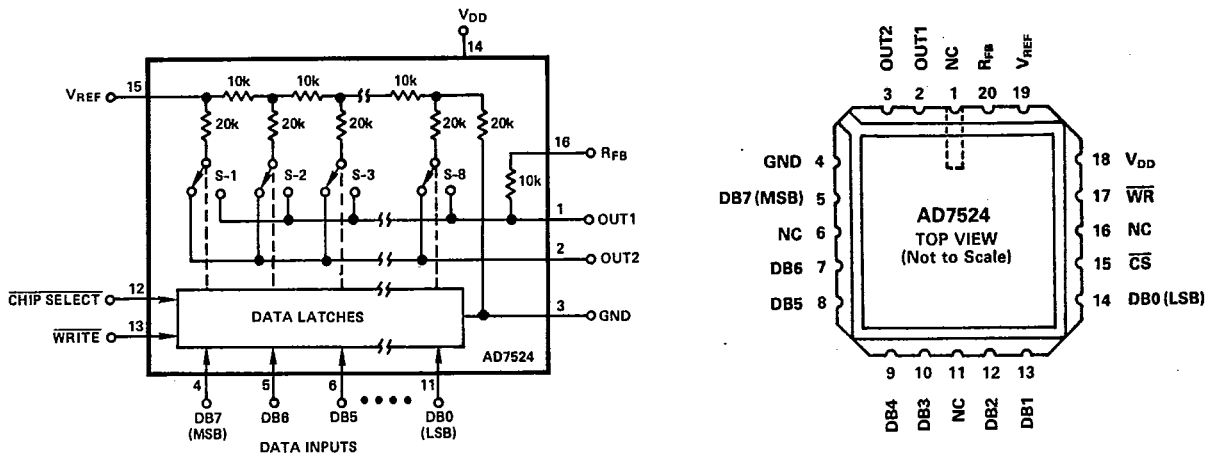 VDD
14
VREF
15
10k
10k
10k
20k
20k
20k
20k
20k
16
RFB
10k
S-1
S-2
S-3
S-8
1
OUT1
2
OUT2
CHIP SELECT
12
DATA LATCHES
3
GND
WRITE
13
AD7524
4
5
6
11
DB7
(MSB)
DB6
DB5
DB0
(LSB)
DATA INPUTS
OUT2
OUT1
NC
RFB
VREF
3
2
1
20
19
GND 4
DB7 (MSB) 5
NC 6
DB6 7
DB5 8
AD7524
TOP VIEW
(Not to Scale)
18 VDD
17 WR
16 NC
15 CS
14 DB0 (LSB)
9
10
11
12
13
DB4
DB3
NC
DB2
DB1